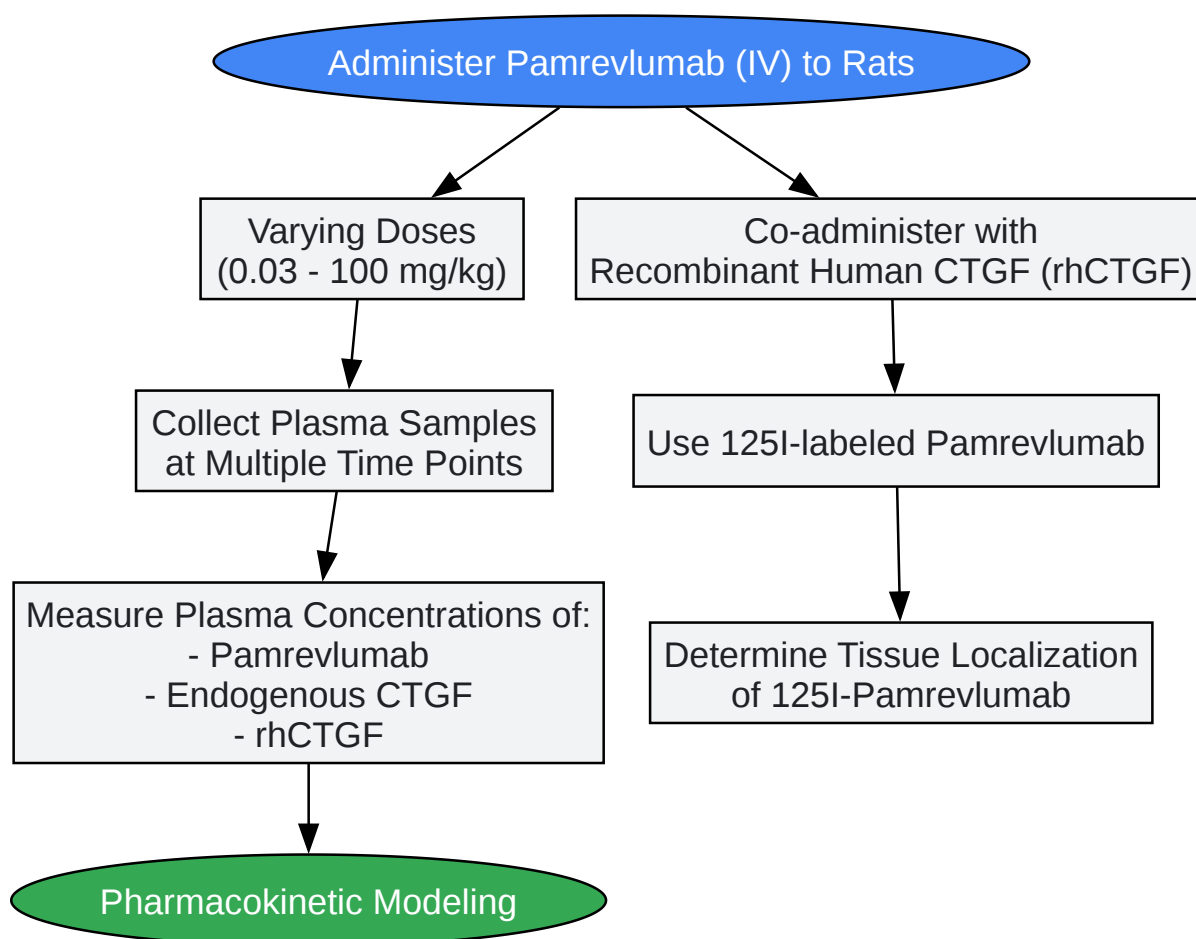 Administer Pamrevlumab (IV) to Rats
Varying Doses
(0.03 - 100 mg/kg)
Co-administer with
Recombinant Human CTGF (rhCTGF)
Collect Plasma Samples
at Multiple Time Points
Use 125I-labeled Pamrevlumab
Measure Plasma Concentrations of:
- Pamrevlumab
- Endogenous CTGF
- rhCTGF
Determine Tissue Localization
of 125I-Pamrevlumab
Pharmacokinetic Modeling